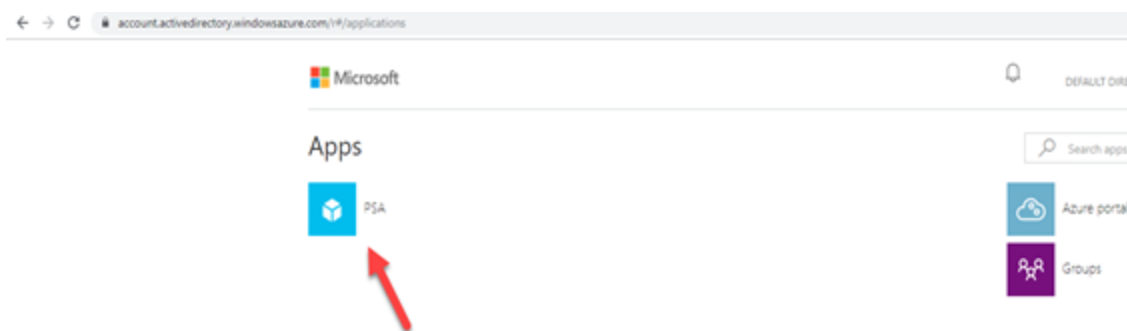 account.activedirectory.windowsazure.com/r#/applications
Microsoft
DEFAULT DIRE
Apps
Search apps
PSA
Azure portal
Groups